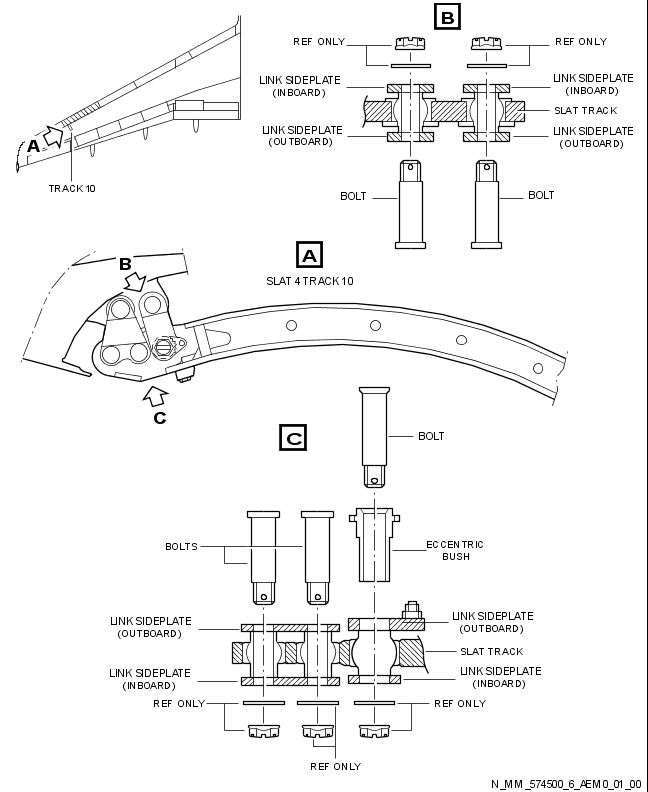 B
REF ONLY
REF ONLY
LINK SIDEPLATE
(INBOARD)
LINK SIDEPLATE
(INBOARD)
SLAT TRACK
LINK SIDEPLATE
(OUTBOARD)
LINK SIDEPLATE
(OUTBOARD)
A
TRACK 10
BOLT
BOLT
A
SLAT 4 TRACK 10
B
C
C
BOLT
BOLTS
ECCENTRIC
BUSH
LINK SIDEPLATE
(OUTBOARD)
LINK SIDEPLATE
(OUTBOARD)
SLAT TRACK
LINK SIDEPLATE
(INBOARD)
LINK SIDEPLATE
(INBOARD)
REF ONLY
REF ONLY
REF ONLY
N_MM_574500_6_AEM0_01_00